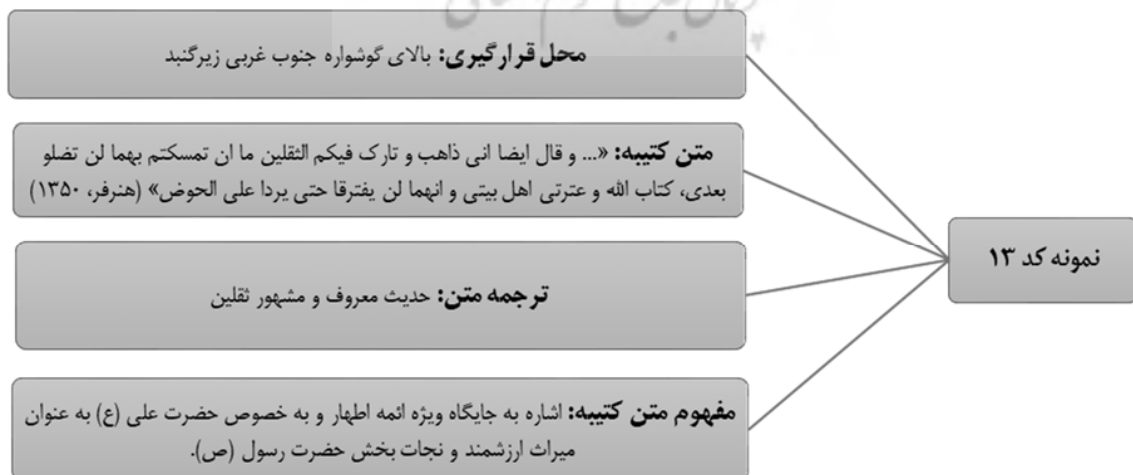 محل قرارگیری: بالای گوشواره جنوب غربی زیرگنبد
متن کتیبه: «... و قال ایضا انی ذاهب و تارک فیکم الثقلین ما ان تمسکتم بهما لن تضلو
بعدی، کتاب الله و عترتی اهل بیتی و انهما لن یفترقا حتی یردا علی الحوض» (هنرفر، ۱۳۵۰)
نمونه کد ۱۳
ترجمه متن: حدیث معروف و مشهور ثقلین
مفهوم متن کتیبه: اشاره به جایگاه ویژه ائمه اطهار و به خصوص حضرت علی (ع) به عنوان
میراث ارزشمند و نجات بخش حضرت رسول (ص).